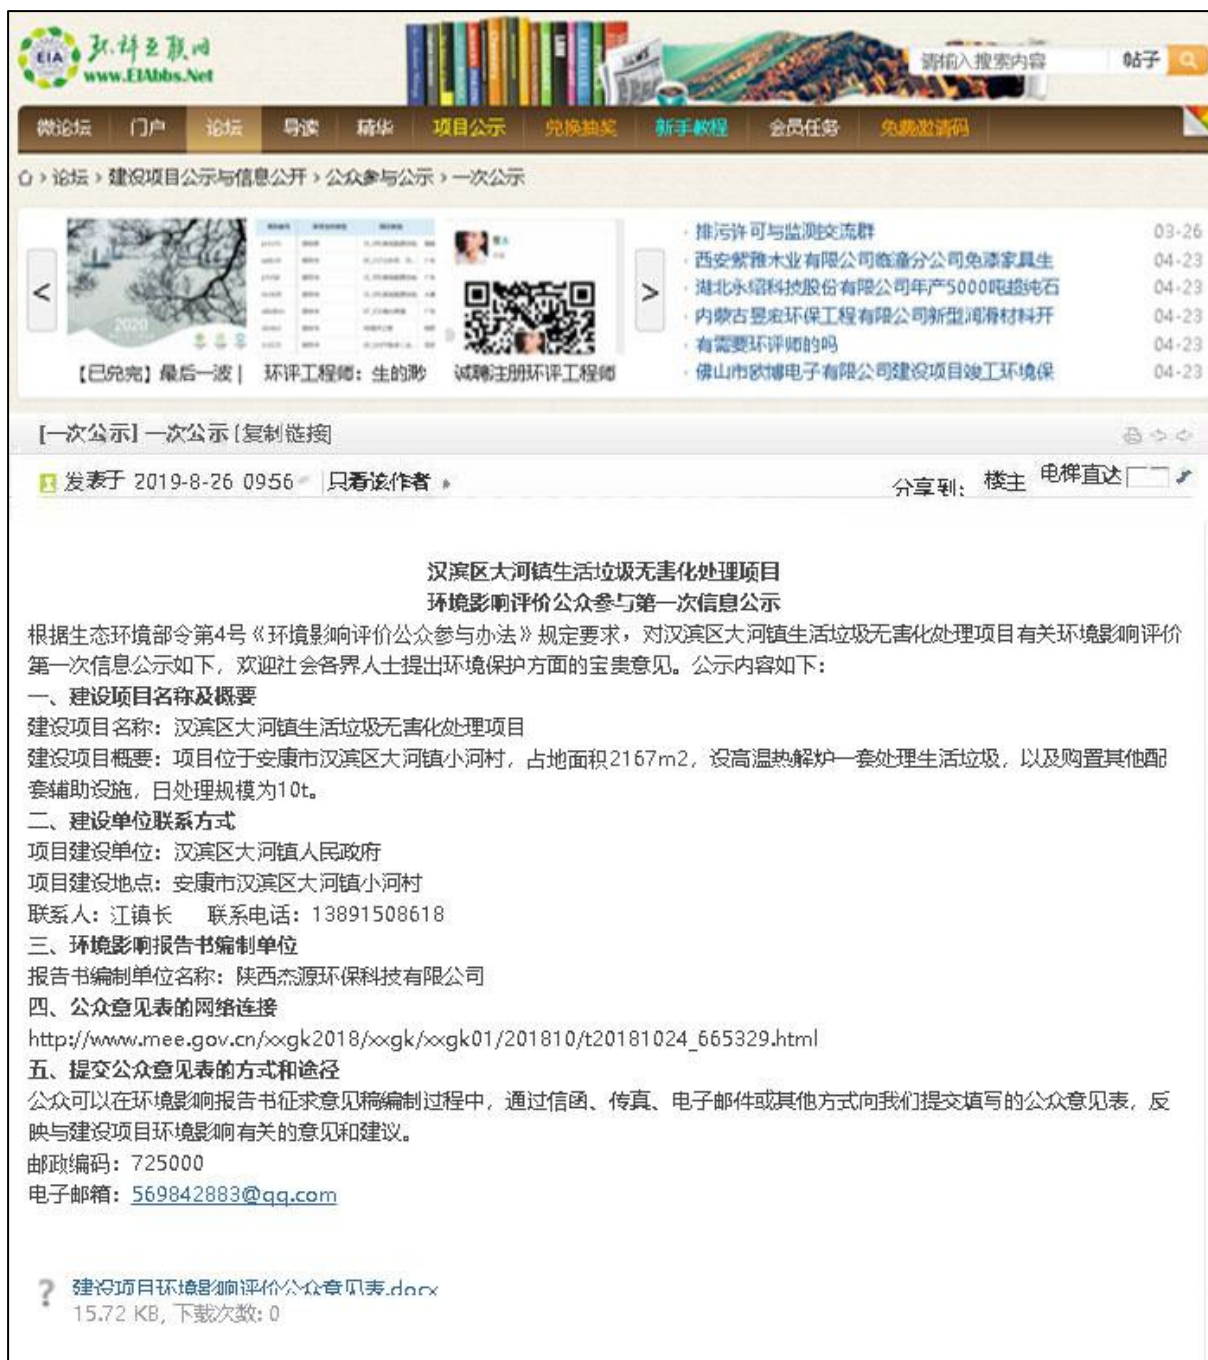 EIA
环评互联网
www.EIAbbs.Net
请输入搜索内容 帖子
微论坛 门户 论坛 导读 精华 项目公示 兑换抽奖 新手教程 会员任务 免费邀请码
论坛 › 建设项目公示与信息公开 › 公众参与公示 › 一次公示
· 排污许可与监测交流群 03-26
· 西安紫雅木业有限公司临潼分公司免漆家具生 04-23
· 湖北永绍科技股份有限公司年产5000吨超纯石 04-23
· 内蒙古昱宏环保工程有限公司新型润滑材料开 04-23
· 有需要环评师的吗 04-23
· 佛山市欧博电子有限公司建设项目竣工环境保 04-23
2020
【已兑完】最后一波 | 环评工程师：生的渺 诚聘注册环评工程师
[一次公示] 一次公示 [复制链接]
发表于 2019-8-26 09:56 只看该作者 分享到： 楼主 电梯直达
汉滨区大河镇生活垃圾无害化处理项目
环境影响评价公众参与第一次信息公示
根据生态环境部令第4号《环境影响评价公众参与办法》规定要求，对汉滨区大河镇生活垃圾无害化处理项目有关环境影响评价
第一次信息公示如下，欢迎社会各界人士提出环境保护方面的宝贵意见。公示内容如下：
一、建设项目名称及概要
建设项目名称：汉滨区大河镇生活垃圾无害化处理项目
建设项目概要：项目位于安康市汉滨区大河镇小河村，占地面积2167m2，设高温热解炉一套处理生活垃圾，以及购置其他配
套辅助设施，日处理规模为10t。
二、建设单位联系方式
项目建设单位：汉滨区大河镇人民政府
项目建设地点：安康市汉滨区大河镇小河村
联系人：江镇长 联系电话：13891508618
三、环境影响报告书编制单位
报告书编制单位名称：陕西杰源环保科技有限公司
四、公众意见表的网络连接
http://www.mee.gov.cn/xxgk2018/xxgk/xxgk01/201810/t20181024_665329.html
五、提交公众意见表的方式和途径
公众可以在环境影响报告书征求意见稿编制过程中，通过信函、传真、电子邮件或其他方式向我们提交填写的公众意见表，反
映与建设项目环境影响有关的意见和建议。
邮政编码：725000
电子邮箱：569842883@qq.com
建设项目环境影响评价公众意见表.docx
15.72 KB, 下载次数: 0